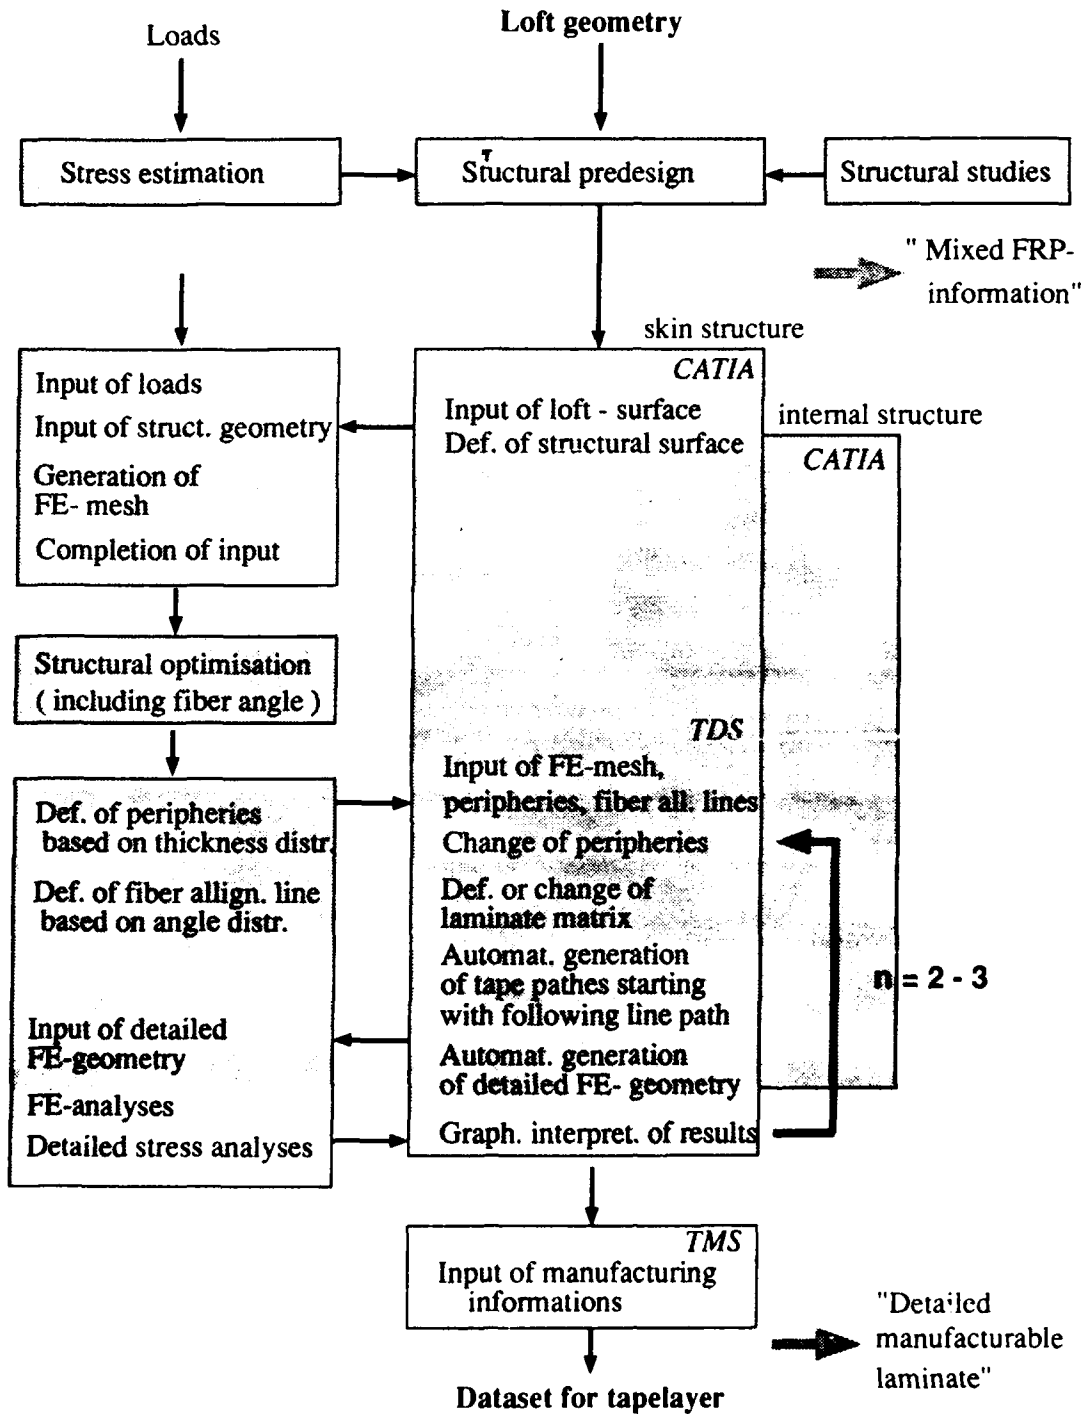 Loads
Loft geometry
Stress estimation
Stuctural predesign
Structural studies
" Mixed FRP-
information"
skin structure
CATIA
Input of loads
Input of struct. geometry
Generation of
FE- mesh
Completion of input
Input of loft - surface
Def. of structural surface
internal structure
CATIA
Structural optimisation
( including fiber angle )
TDS
Def. of peripheries
based on thickness distr.
Def. of fiber allign. line
based on angle distr.
Input of detailed
FE-geometry
FE-analyses
Detailed stress analyses
Input of FE-mesh,
peripheries, fiber all. lines
Change of peripheries
Def. or change of
laminate matrix
Automat. generation
of tape pathes starting
with following line path
Automat. generation
of detailed FE- geometry
Graph. interpret. of results
n = 2 - 3
TMS
Input of manufacturing
informations
"Detailed
manufacturable
laminate"
Dataset for tapelayer